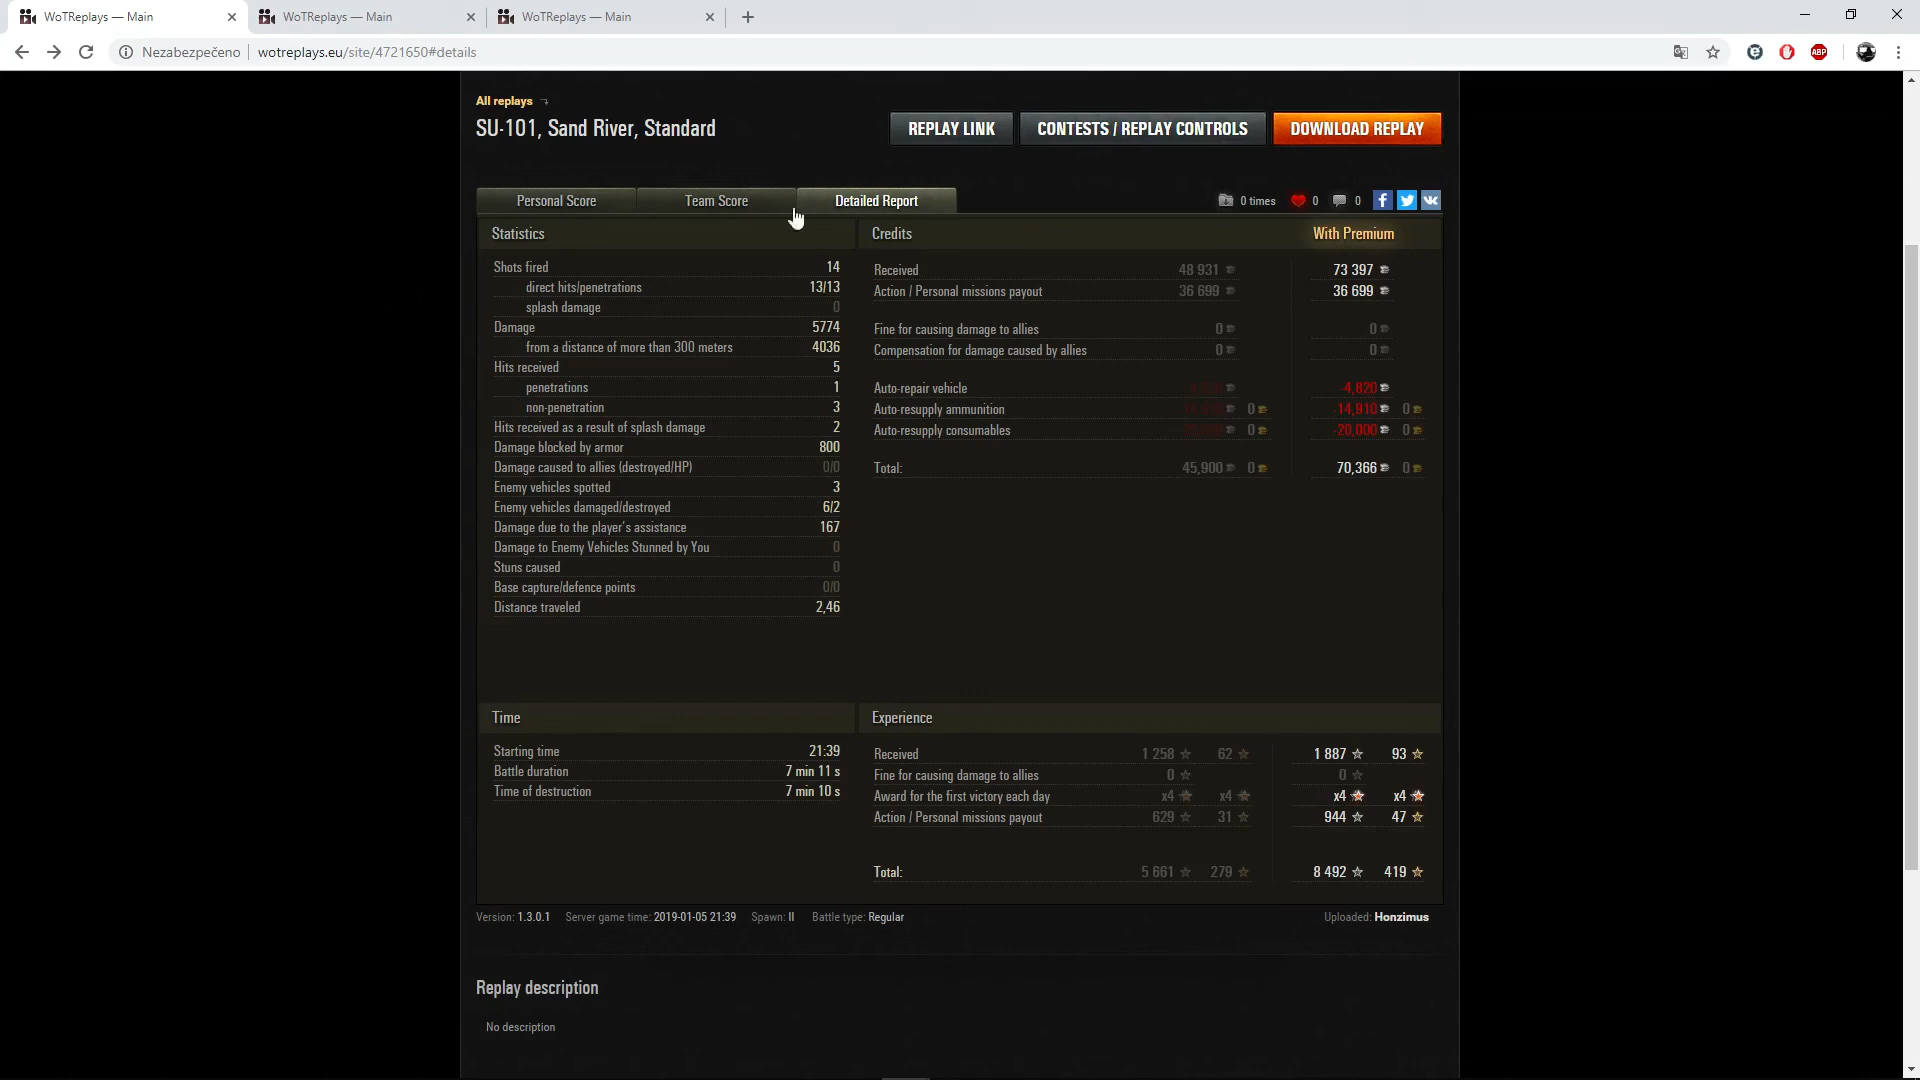 WoTReplays — Main
WoTReplays — Main
WoTReplays — Main
Nezabezpečeno wotreplays.eu/site/4721650#details
ABP
All replays
SU-101, Sand River, Standard
REPLAY LINK
CONTESTS / REPLAY CONTROLS
DOWNLOAD REPLAY
Personal Score
Team Score
Detailed Report
0 times 0 0
Statistics
Shots fired 14
direct hits/penetrations 13/13
splash damage 0
Damage 5774
from a distance of more than 300 meters 4036
Hits received 5
penetrations 1
non-penetration 3
Hits received as a result of splash damage 2
Damage blocked by armor 800
Damage caused to allies (destroyed/HP) 0/0
Enemy vehicles spotted 3
Enemy vehicles damaged/destroyed 6/2
Damage due to the player's assistance 167
Damage to Enemy Vehicles Stunned by You 0
Stuns caused 0
Base capture/defence points 0/0
Distance traveled 2,46
Credits With Premium
Received 48 931 73 397
Action / Personal missions payout 36 699 36 699
Fine for causing damage to allies 0 0
Compensation for damage caused by allies 0 0
Auto-repair vehicle -4,820
Auto-resupply ammunition 0 -14,910 0
Auto-resupply consumables 0 -20,000 0
Total: 45,900 0 70,366 0
Time
Starting time 21:39
Battle duration 7 min 11 s
Time of destruction 7 min 10 s
Experience
Received 1 258 62 1 887 93
Fine for causing damage to allies 0 0
Award for the first victory each day x4 x4 x4 x4
Action / Personal missions payout 629 31 944 47
Total: 5 661 279 8 492 419
Version: 1.3.0.1 Server game time: 2019-01-05 21:39 Spawn: II Battle type: Regular
Uploaded: Honzimus
Replay description
No description